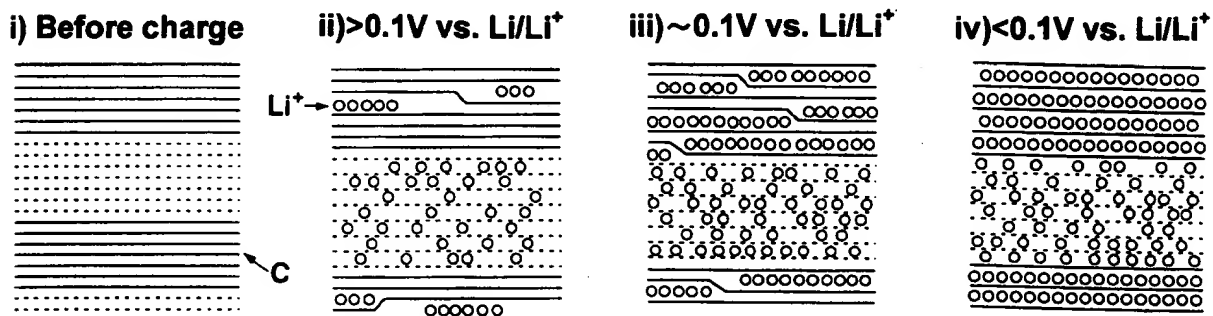 i) Before charge
ii)>0.1V vs. Li/Li⁺
iii)~0.1V vs. Li/Li⁺
iv)<0.1V vs. Li/Li⁺
Li⁺
C